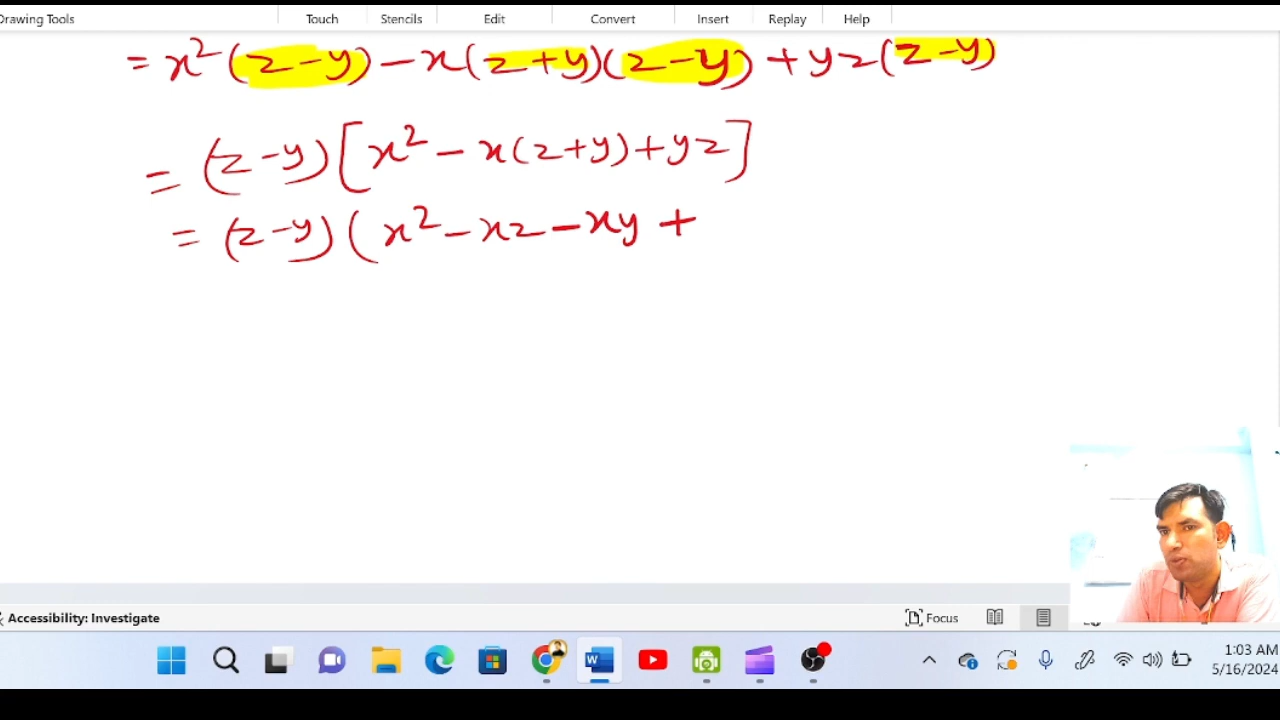 Drawing Tools Touch Stencils Edit Convert Insert Replay Help
= x²(z-y)-x(z+y)(z-y)+yz(z-y)
= (z-y)[x²-x(z+y)+yz]
= (z-y)(x²-xz-xy+
Accessibility: Investigate Focus
1:03 AM
5/16/2024